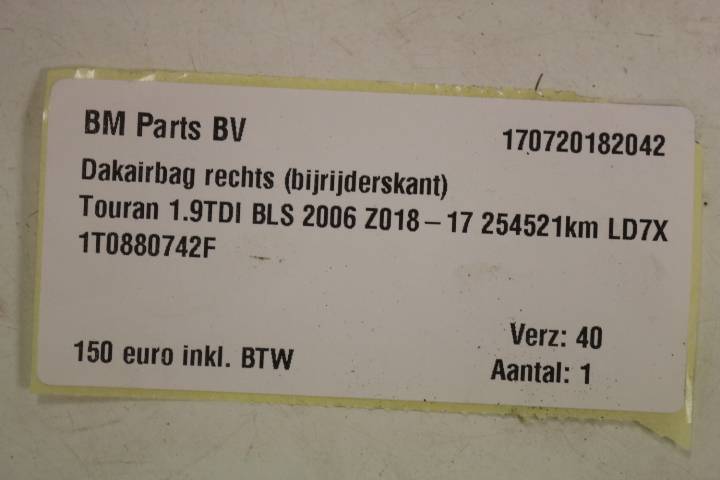 BM Parts BV 170720182042
Dakairbag rechts (bijrijderskant)
Touran 1.9TDI BLS 2006 Z018-17 254521km LD7X
1T0880742F
Verz: 40
150 euro inkl. BTW Aantal: 1